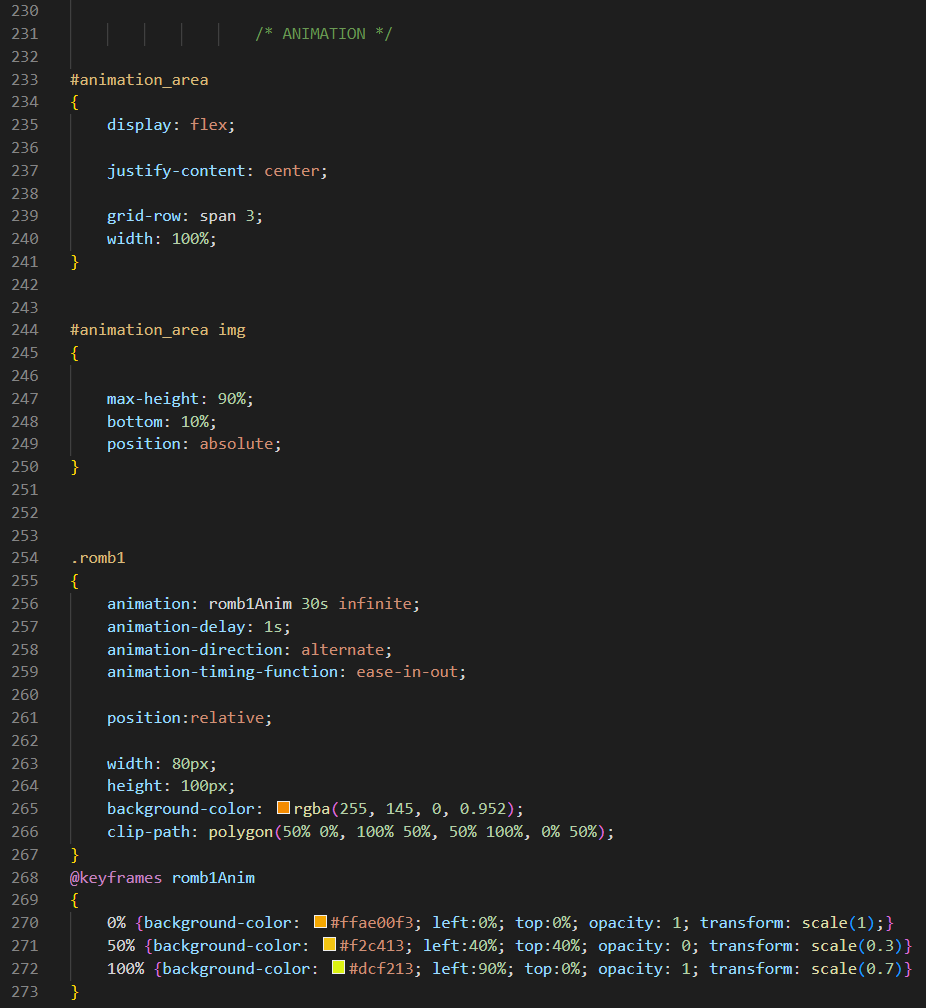 230
231 /* ANIMATION */
232
233 #animation_area
234 {
235 display: flex;
236
237 justify-content: center;
238
239 grid-row: span 3;
240 width: 100%;
241 }
242
243
244 #animation_area img
245 {
246
247 max-height: 90%;
248 bottom: 10%;
249 position: absolute;
250 }
251
252
253
254 .romb1
255 {
256 animation: romb1Anim 30s infinite;
257 animation-delay: 1s;
258 animation-direction: alternate;
259 animation-timing-function: ease-in-out;
260
261 position:relative;
262
263 width: 80px;
264 height: 100px;
265 background-color: rgba(255, 145, 0, 0.952);
266 clip-path: polygon(50% 0%, 100% 50%, 50% 100%, 0% 50%);
267 }
268 @keyframes romb1Anim
269 {
270 0% {background-color: #ffae00f3; left:0%; top:0%; opacity: 1; transform: scale(1);}
271 50% {background-color: #f2c413; left:40%; top:40%; opacity: 0; transform: scale(0.3)}
272 100% {background-color: #dcf213; left:90%; top:0%; opacity: 1; transform: scale(0.7)}
273 }